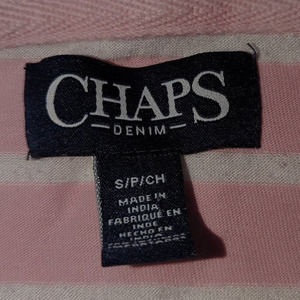 CHAPS
DENIM
S/P/CH
MADE IN
INDIA
FABRIQUÉ EN
INDE
HECHO EN
INDIA